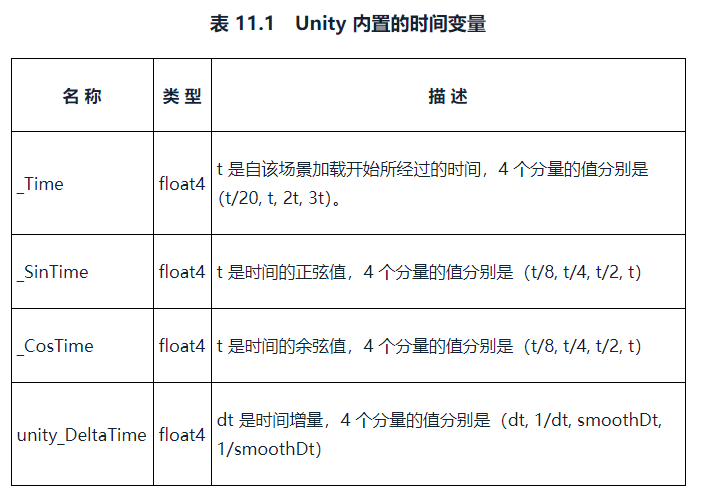 表 11.1 Unity 内置的时间变量
名 称 类 型 描 述
_Time float4 t 是自该场景加载开始所经过的时间，4 个分量的值分别是
(t/20, t, 2t, 3t)。
_SinTime float4 t 是时间的正弦值，4 个分量的值分别是（t/8, t/4, t/2, t）
_CosTime float4 t 是时间的余弦值，4 个分量的值分别是（t/8, t/4, t/2, t）
unity_DeltaTime float4 dt 是时间增量，4 个分量的值分别是（dt, 1/dt, smoothDt,
1/smoothDt）